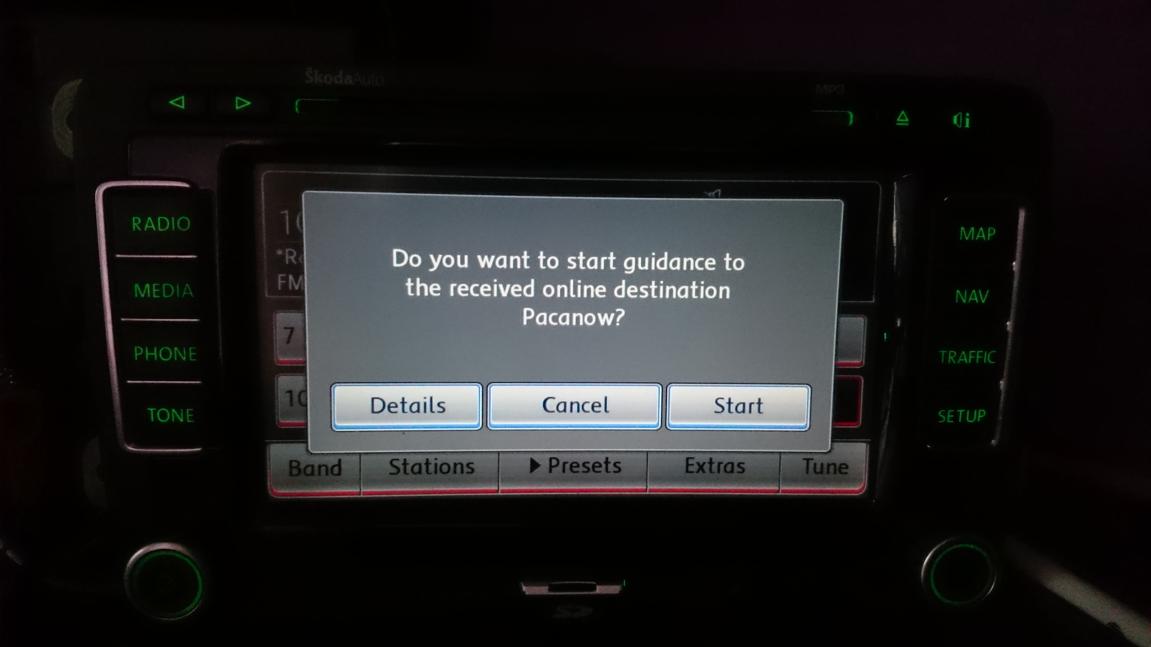 ŠkodaAuto
MP3
RADIO
MEDIA
PHONE
TONE
MAP
NAV
TRAFFIC
SETUP
FM
7
10
Do you want to start guidance to
the received online destination
Pacanow?
Details Cancel Start
Band Stations ▶ Presets Extras Tune
SD